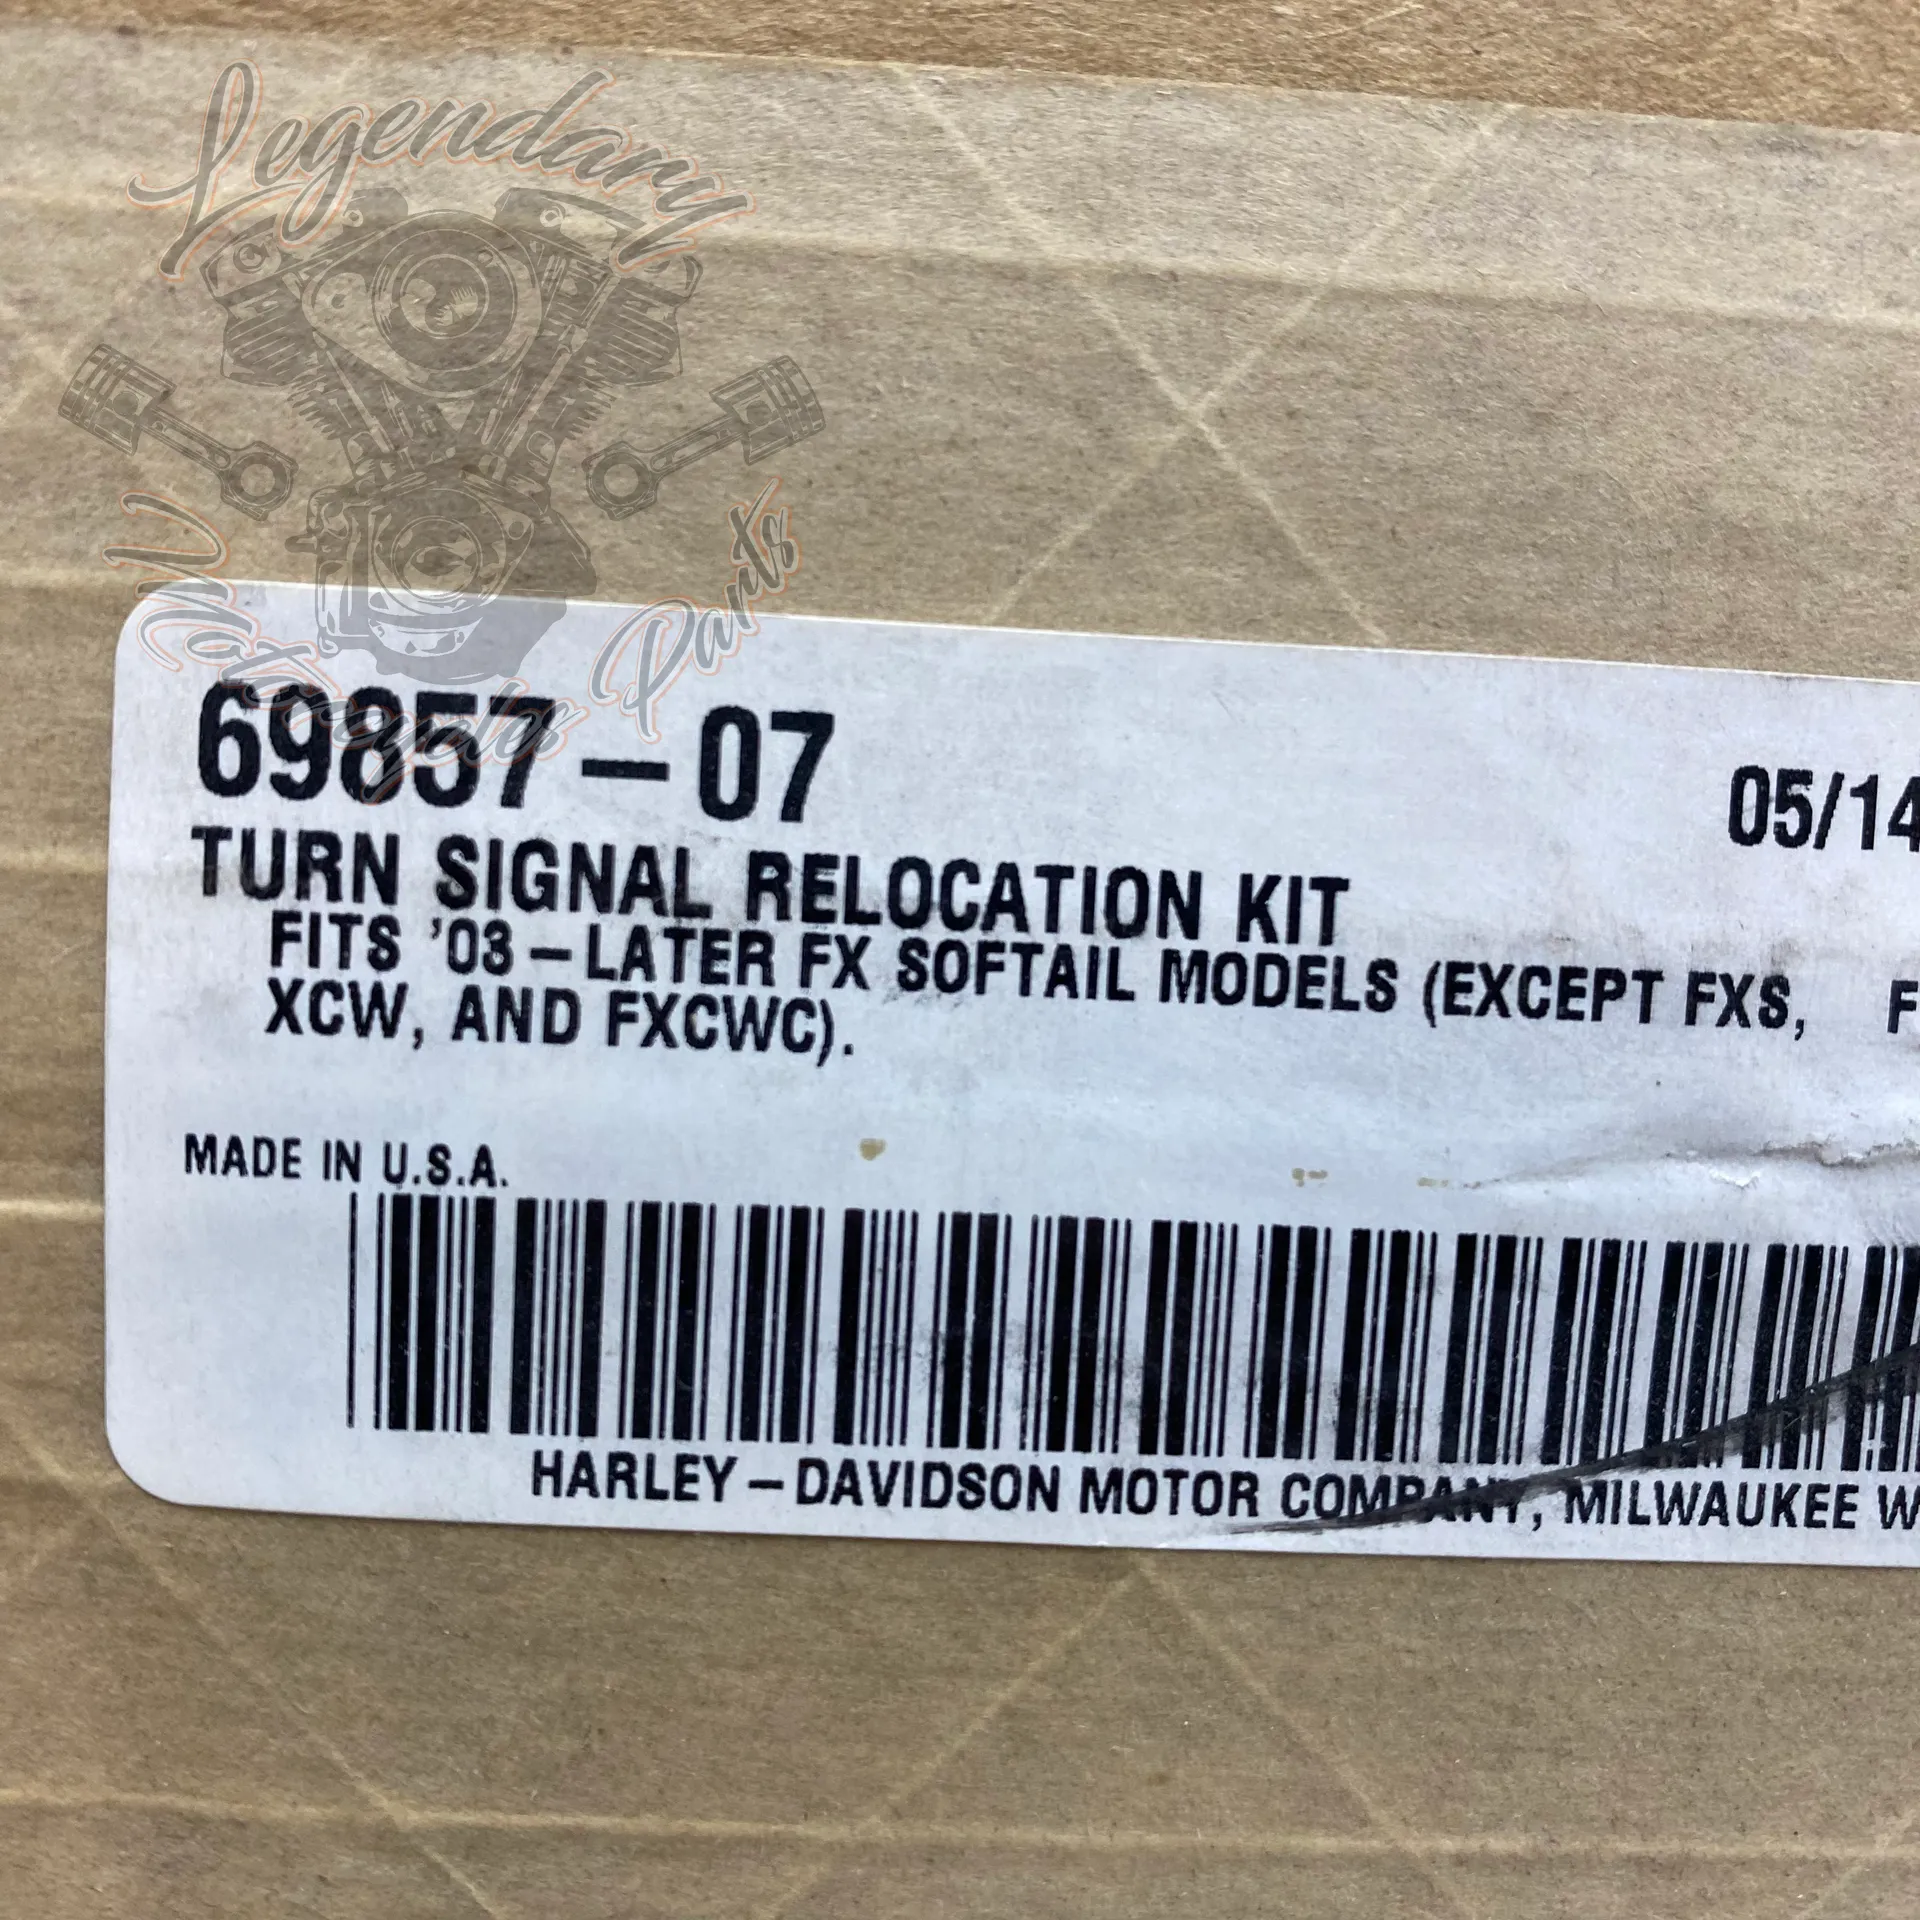 Legendary
Motorcycles Parts
69857-07
05/14
TURN SIGNAL RELOCATION KIT
FITS '03-LATER FX SOFTAIL MODELS (EXCEPT FXS, F
XCW, AND FXCWC).
MADE IN U.S.A.
HARLEY-DAVIDSON MOTOR COMPANY, MILWAUKEE W